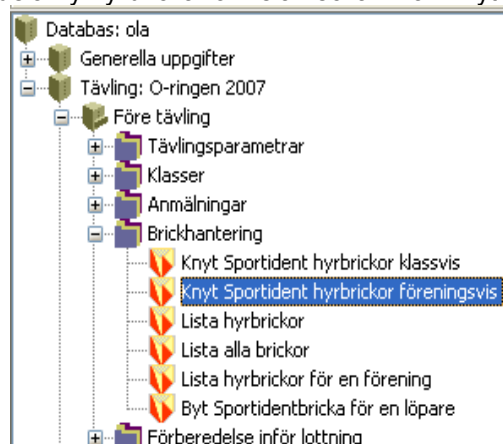 Databas: ola
Generella uppgifter
Tävling: O-ringen 2007
Före tävling
Tävlingsparametrar
Klasser
Anmälningar
Brickhantering
Knyt Sportident hyrbrickor klassvis
Knyt Sportident hyrbrickor föreningsvis
Lista hyrbrickor
Lista alla brickor
Lista hyrbrickor för en förening
Byt Sportidentbricka för en löpare
Förberedelse inför lottning